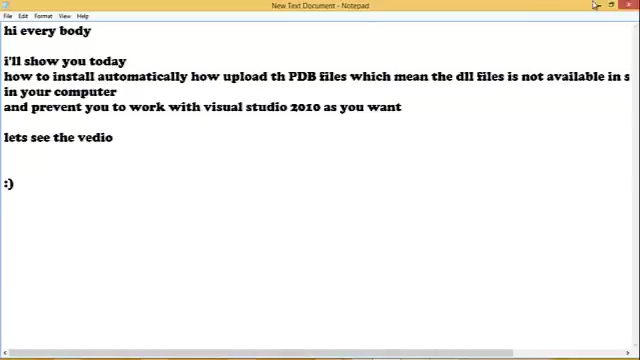 New Text Document - Notepad
File Edit Format View Help
hi every body
i'll show you today
how to install automatically how upload th PDB files which mean the dll files is not available in s
in your computer
and prevent you to work with visual studio 2010 as you want
lets see the vedio
:)